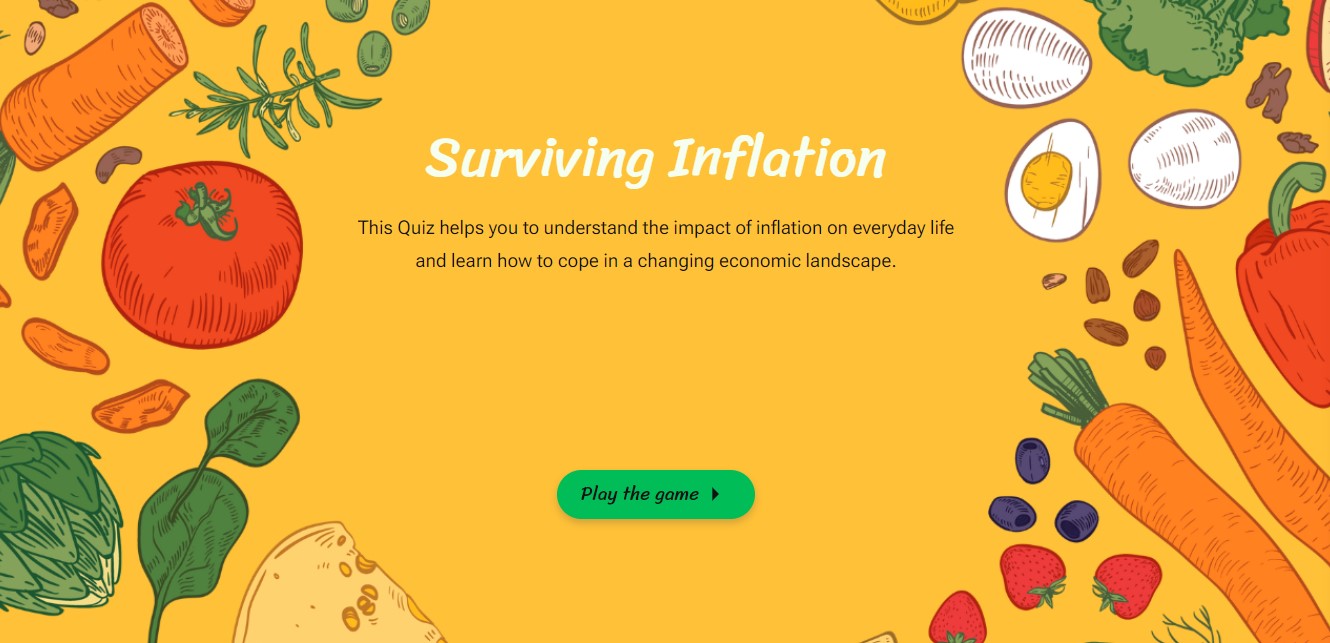 Surviving Inflation
This Quiz helps you to understand the impact of inflation on everyday life
and learn how to cope in a changing economic landscape.
Play the game